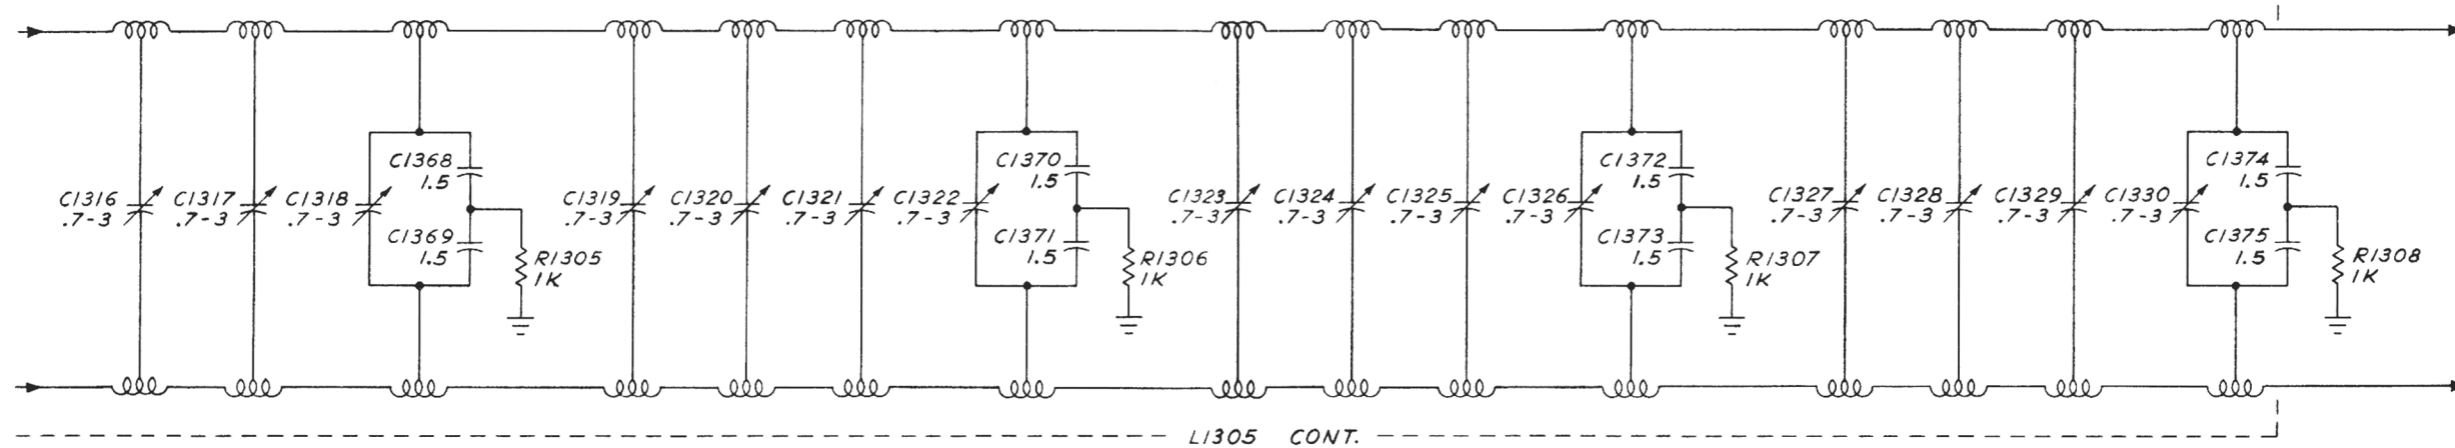 C1316
.7-3
C1317
.7-3
C1318
.7-3
C1368
1.5
C1369
1.5
R1305
1K
C1319
.7-3
C1320
.7-3
C1321
.7-3
C1322
.7-3
C1370
1.5
C1371
1.5
R1306
1K
C1323
.7-3
C1324
.7-3
C1325
.7-3
C1326
.7-3
C1372
1.5
C1373
1.5
R1307
1K
C1327
.7-3
C1328
.7-3
C1329
.7-3
C1330
.7-3
C1374
1.5
C1375
1.5
R1308
1K
L1305 CONT.